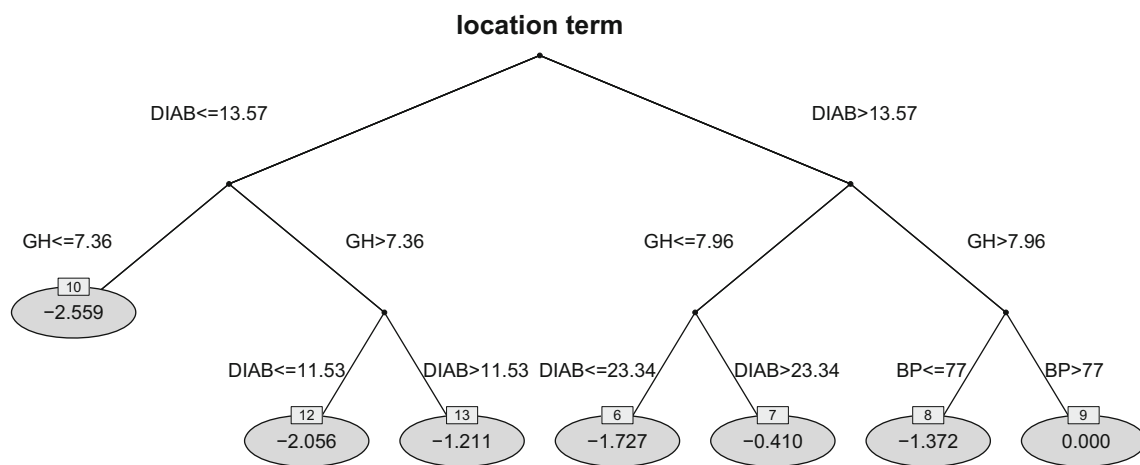 location term
DIAB<=13.57
DIAB>13.57
GH<=7.36
GH>7.36
GH<=7.96
GH>7.96
10
−2.559
DIAB<=11.53
DIAB>11.53
DIAB<=23.34
DIAB>23.34
BP<=77
BP>77
12
13
6
7
8
9
−2.056
−1.211
−1.727
−0.410
−1.372
0.000